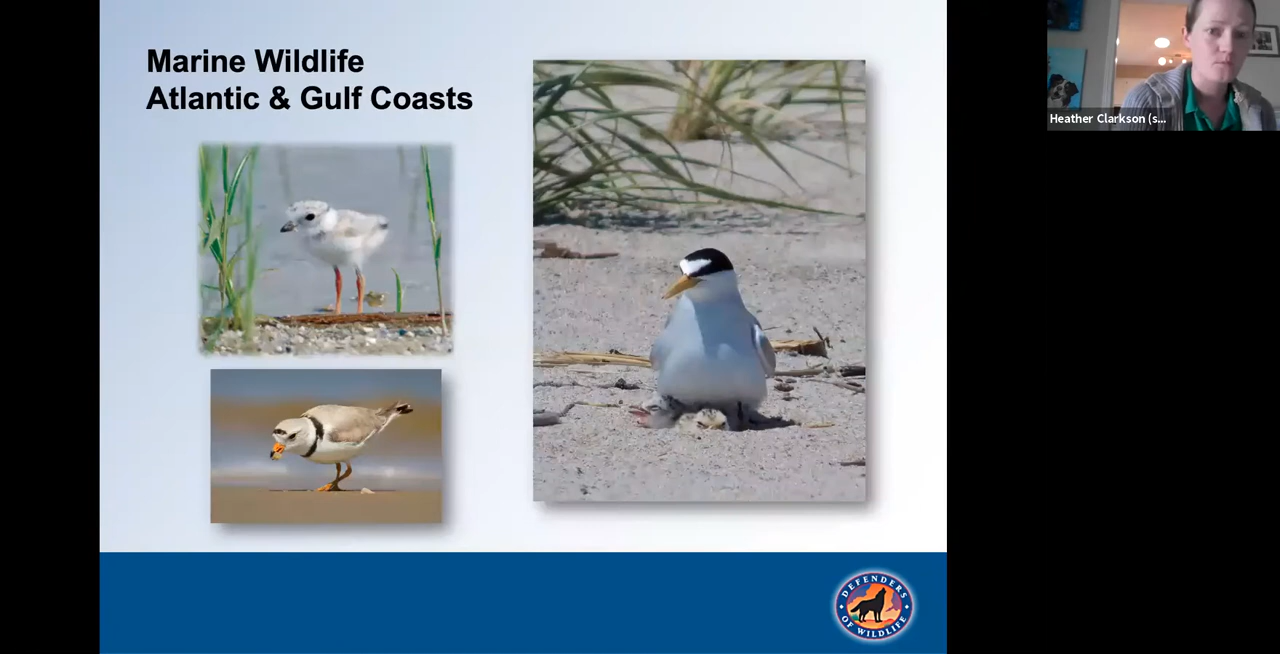 Marine Wildlife
Atlantic & Gulf Coasts
Heather Clarkson (s...
DEFENDERS
OF WILDLIFE